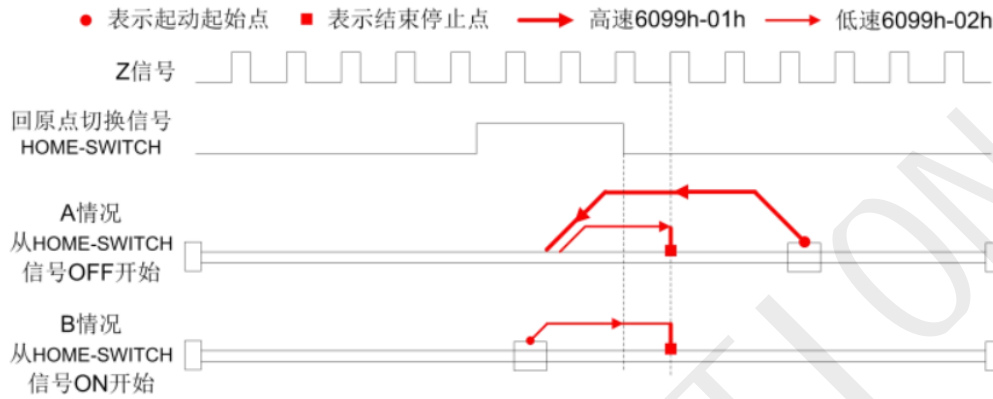 表示起动起始点 表示结束停止点 高速6099h-01h 低速6099h-02h
Z信号
回原点切换信号
HOME-SWITCH
A情况
从HOME-SWITCH
信号OFF开始
B情况
从HOME-SWITCH
信号ON开始